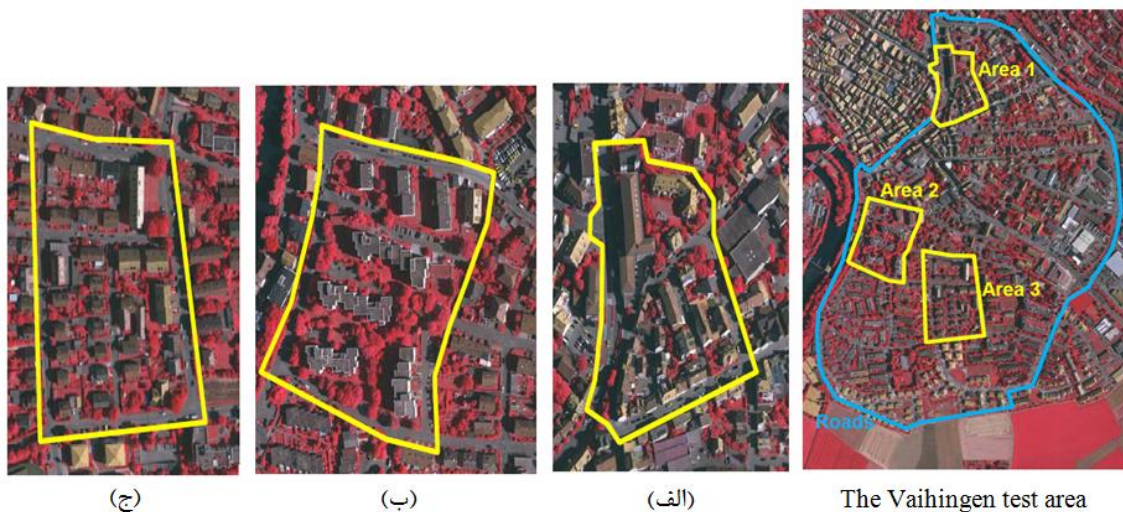 Area 1
Area 2
Area 3
Roads
(ج)
(ب)
(الف)
The Vaihingen test area